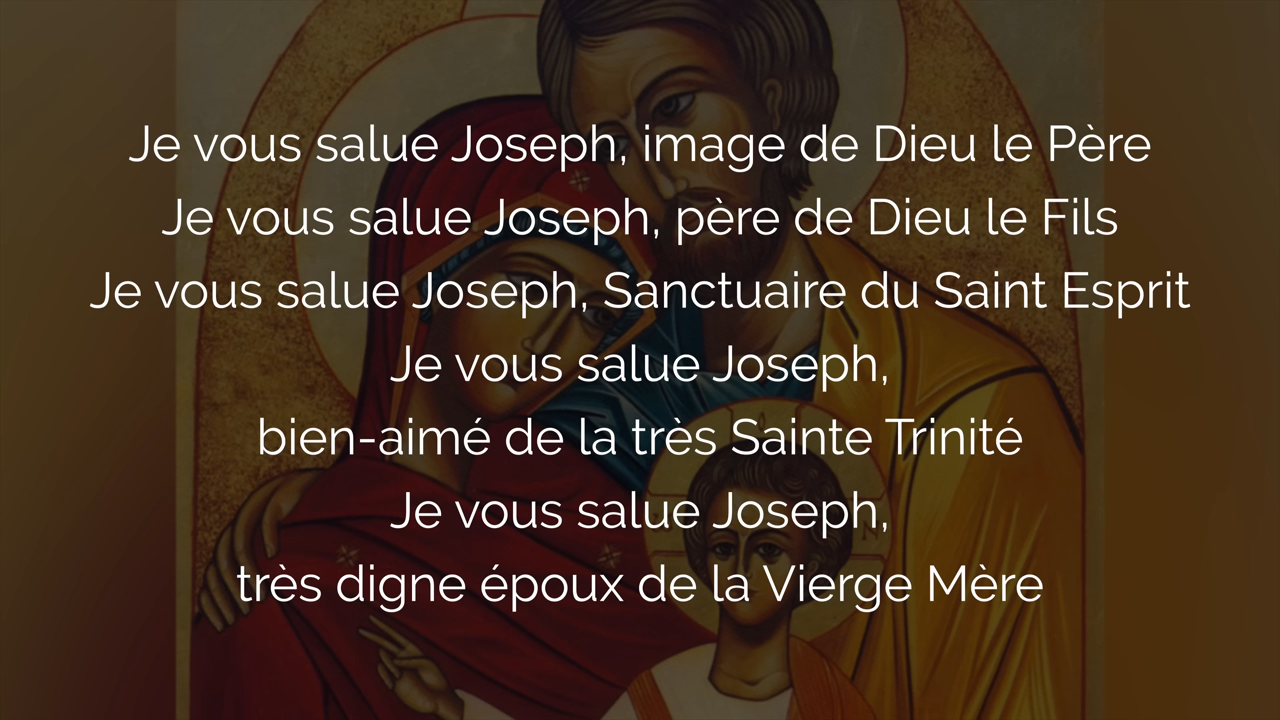 Je vous salue Joseph, image de Dieu le Père
Je vous salue Joseph, père de Dieu le Fils
Je vous salue Joseph, Sanctuaire du Saint Esprit
Je vous salue Joseph,
bien-aimé de la très Sainte Trinité
Je vous salue Joseph,
très digne époux de la Vierge Mère